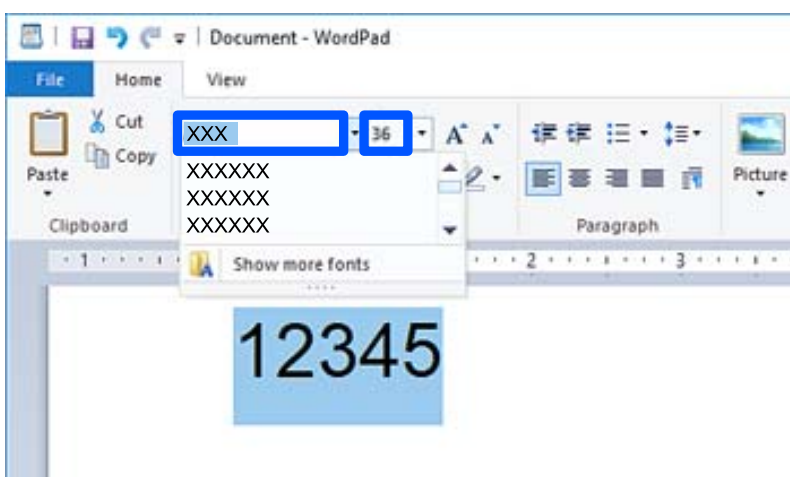 Document - WordPad
File Home View
Cut
XXX 36 A A
Copy
Paste
XXXXXX
Picture
XXXXXX
Clipboard XXXXXX Paragraph
1 Show more fonts 2 3
12345